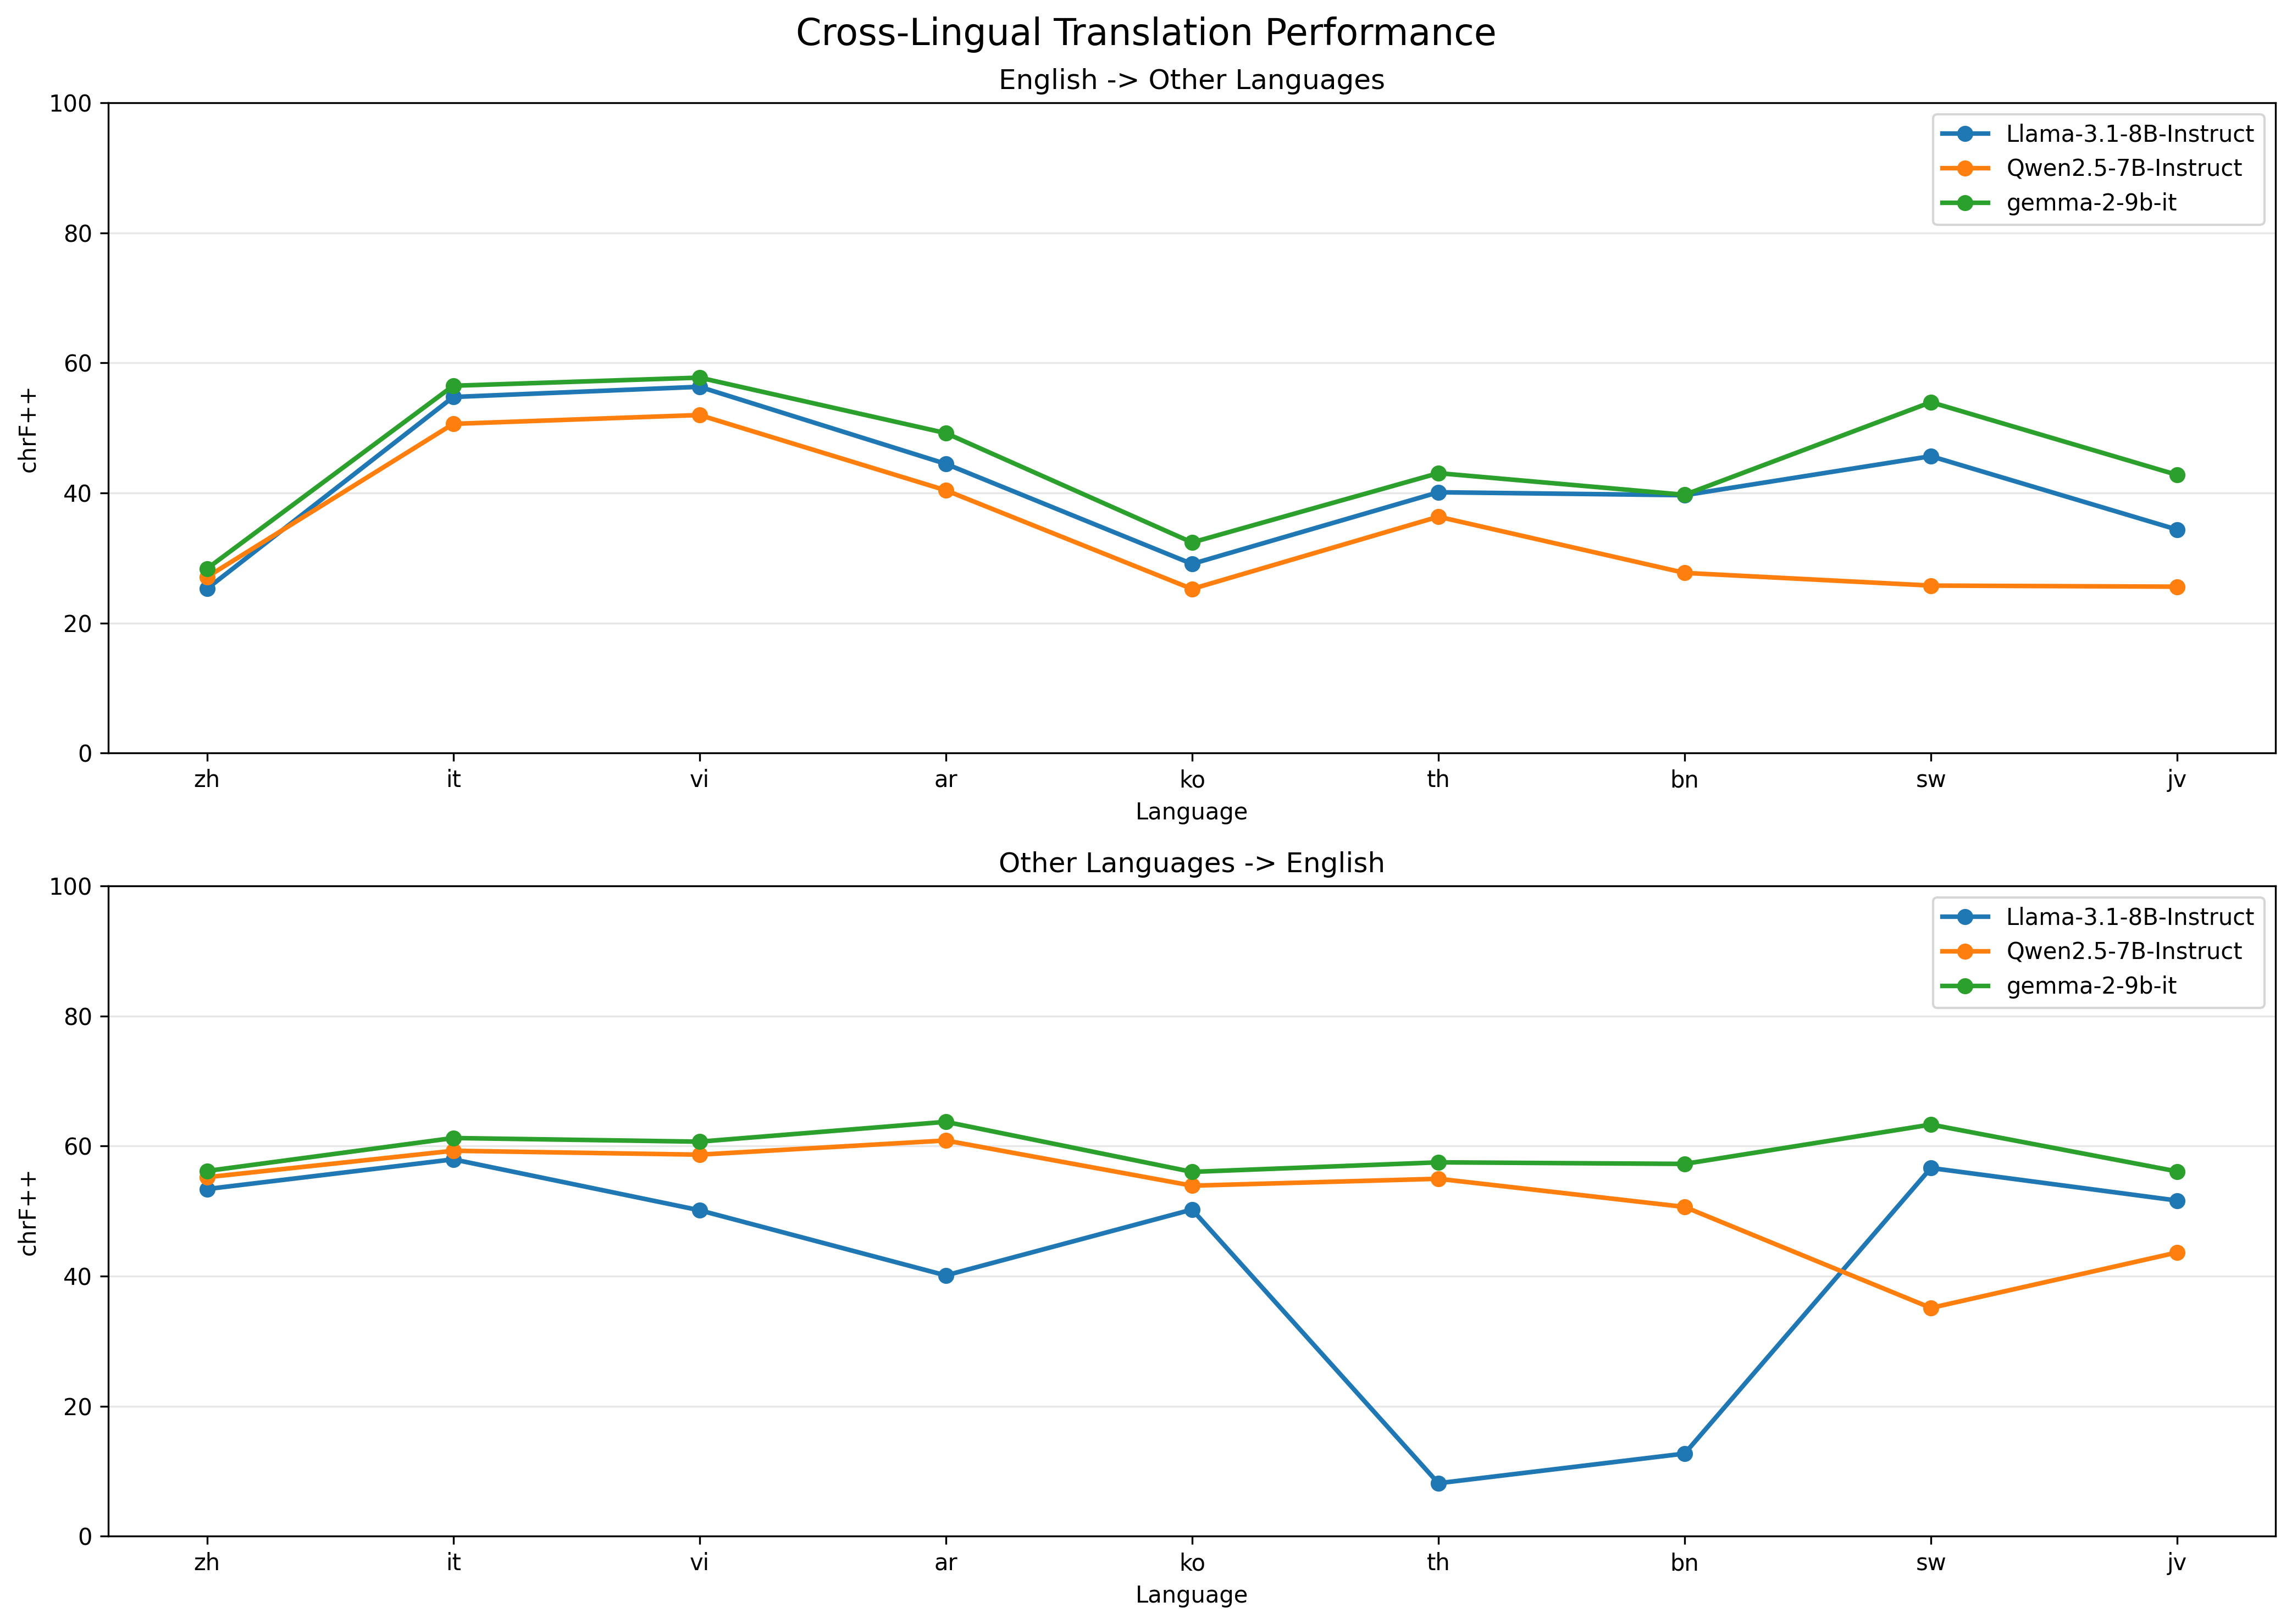 Cross-Lingual Translation Performance
English -> Other Languages
100
80
60
40
20
0
chrF++
Llama-3.1-8B-Instruct
Qwen2.5-7B-Instruct
gemma-2-9b-it
zh it vi ar ko th bn sw jv
Language
Other Languages -> English
100
80
60
40
20
0
chrF++
Llama-3.1-8B-Instruct
Qwen2.5-7B-Instruct
gemma-2-9b-it
zh it vi ar ko th bn sw jv
Language